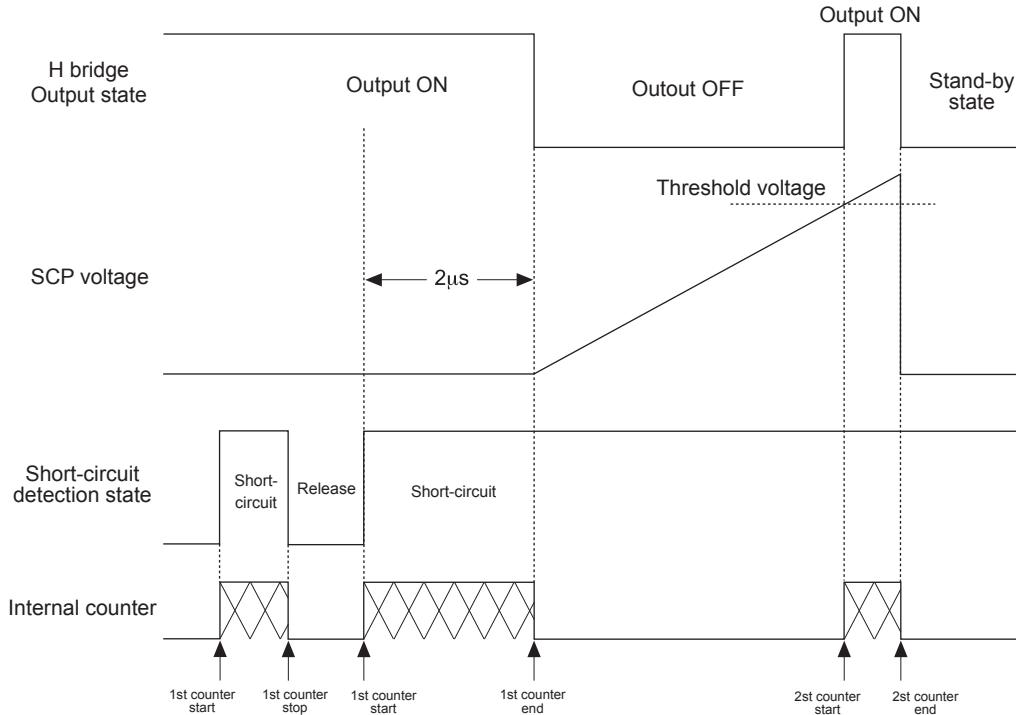 Output ON
H bridge
Output state
Output ON
Outout OFF
Stand-by
state
Threshold voltage
SCP voltage
2μs
Short-circuit
detection state
Short-
circuit
Release
Short-circuit
Internal counter
1st counter
start
1st counter
stop
1st counter
start
1st counter
end
2st counter
start
2st counter
end